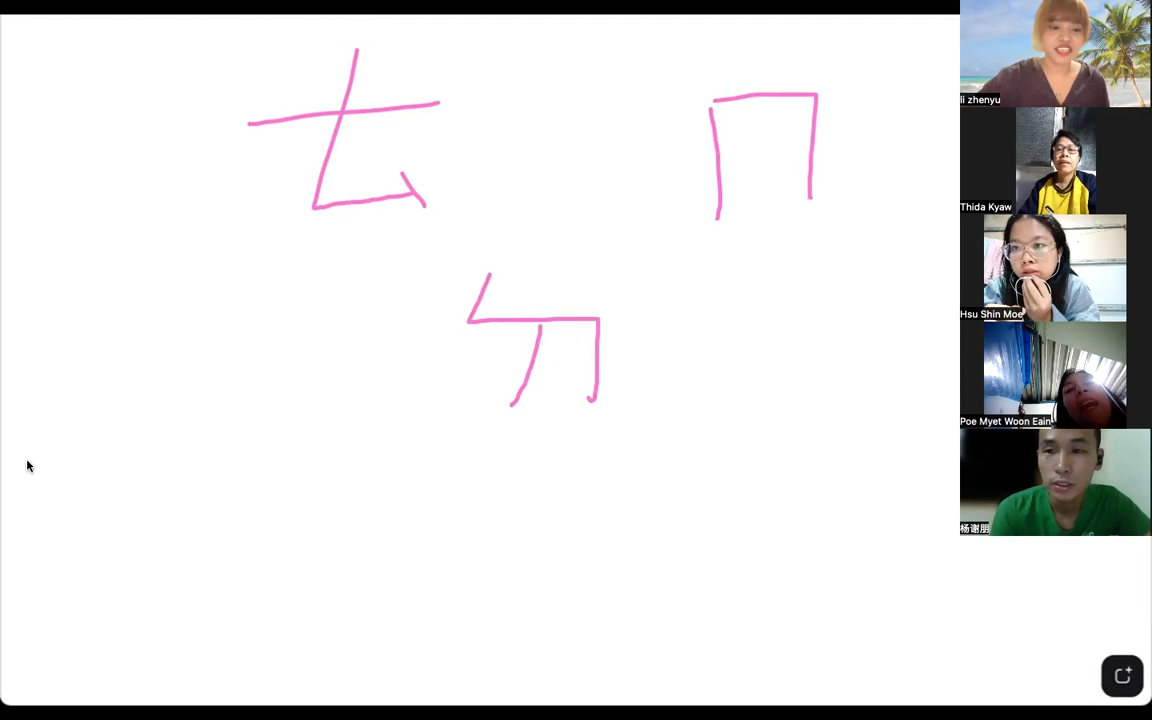 ㄊ ㄇ
ㄉ
li zhenyu
Thida Kyaw
Hsu Shin Moe
Poe Myet Woon Eain
杨谢朋